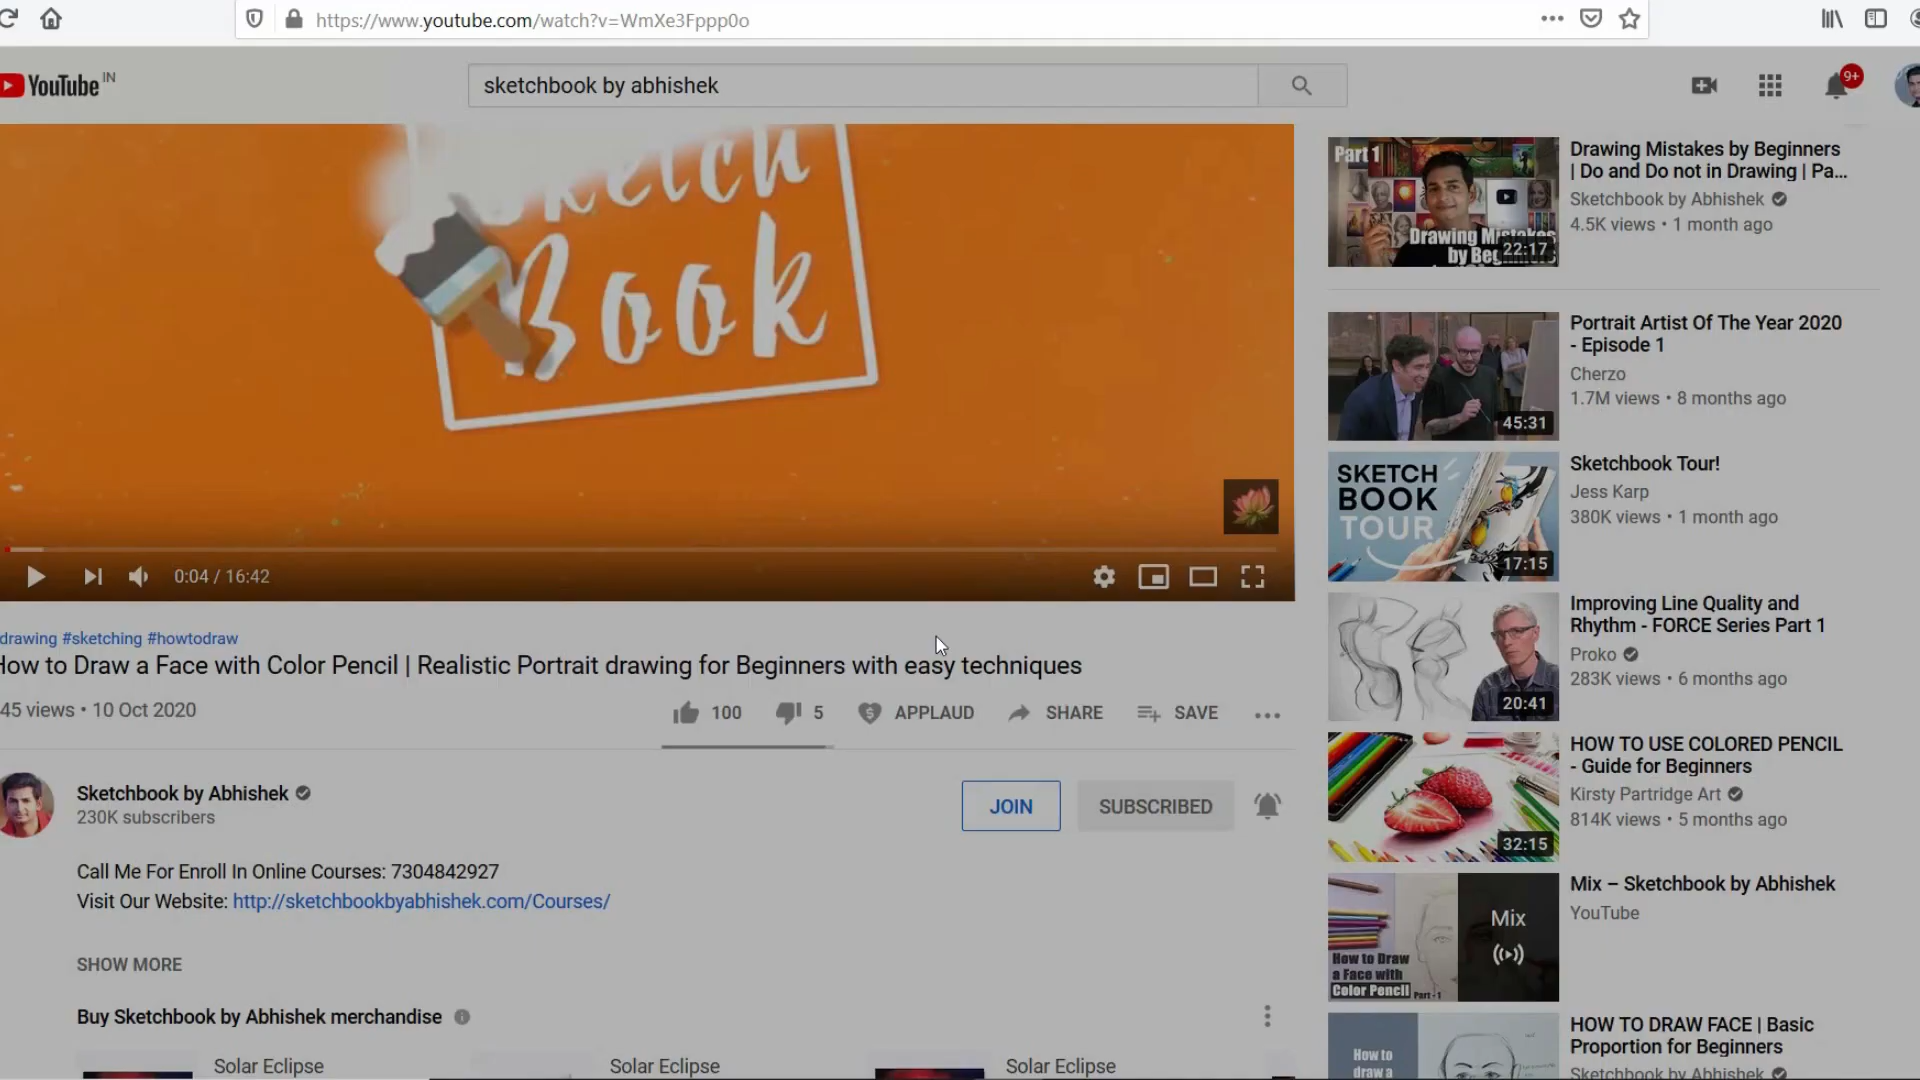 https://www.youtube.com/watch?v=WmXe3Fppp0o
YouTube IN
sketchbook by abhishek
9+
Sketch
Book
0:04 / 16:42
drawing #sketching #howtodraw
How to Draw a Face with Color Pencil | Realistic Portrait drawing for Beginners with easy techniques
45 views • 10 Oct 2020
100
5
APPLAUD
SHARE
SAVE
Sketchbook by Abhishek
230K subscribers
JOIN
SUBSCRIBED
Call Me For Enroll In Online Courses: 7304842927
Visit Our Website: http://sketchbookbyabhishek.com/Courses/
SHOW MORE
Buy Sketchbook by Abhishek merchandise
Solar Eclipse
Solar Eclipse
Solar Eclipse
Part 1
Drawing Mistakes
by Beg
22:17
Drawing Mistakes by Beginners
| Do and Do not in Drawing | Pa...
Sketchbook by Abhishek
4.5K views • 1 month ago
45:31
Portrait Artist Of The Year 2020
- Episode 1
Cherzo
1.7M views • 8 months ago
SKETCH
BOOK
TOUR
17:15
Sketchbook Tour!
Jess Karp
380K views • 1 month ago
20:41
Improving Line Quality and
Rhythm - FORCE Series Part 1
Proko
283K views • 6 months ago
32:15
HOW TO USE COLORED PENCIL
- Guide for Beginners
Kirsty Partridge Art
814K views • 5 months ago
How to Draw
a Face with
Color Pencil Part - 1
Mix
Mix – Sketchbook by Abhishek
YouTube
How to
draw a
HOW TO DRAW FACE | Basic
Proportion for Beginners
Sketchbook by Abhishek